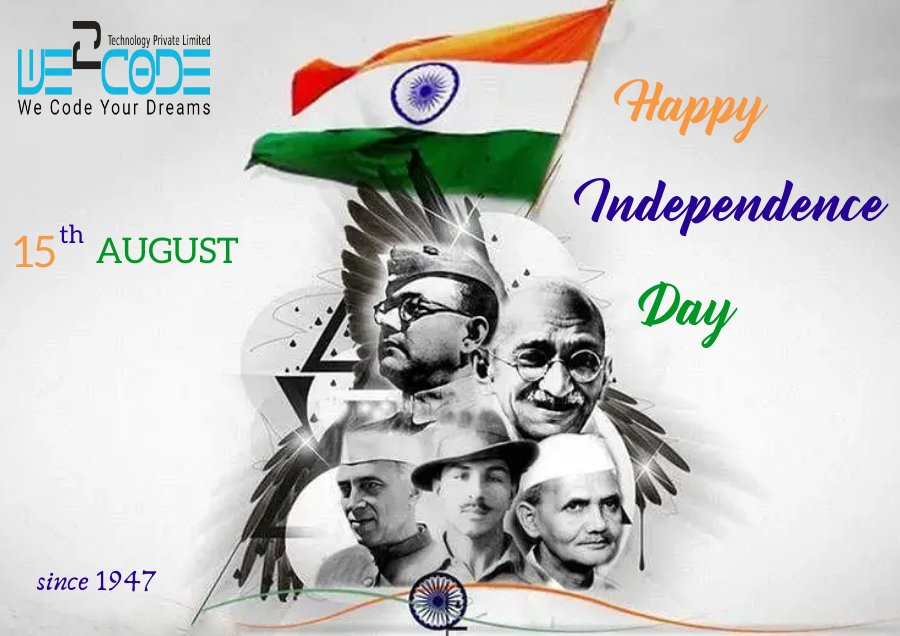 Technology Private Limited
WE2CODE
We Code Your Dreams
Happy
Independence
Day
15th AUGUST
since 1947